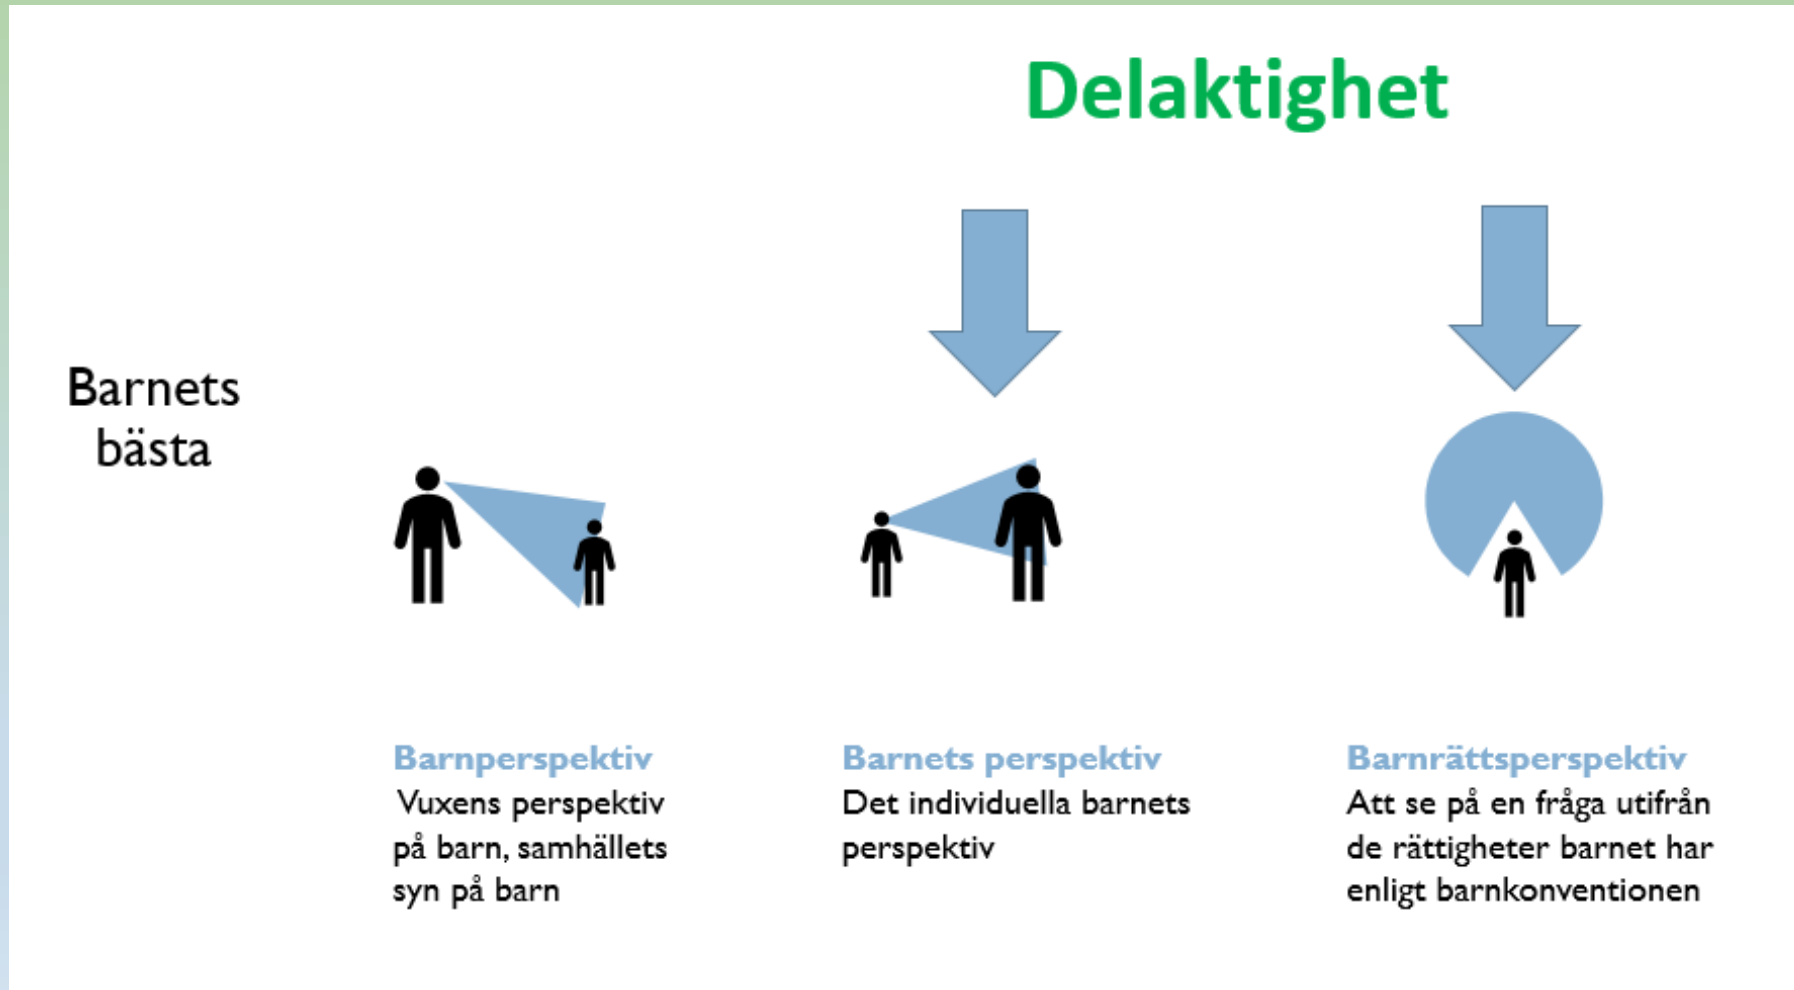 Delaktighet
Barnets
bästa
Barnperspektiv
Vuxens perspektiv
på barn, samhällets
syn på barn
Barnets perspektiv
Det individuella barnets
perspektiv
Barnrättsperspektiv
Att se på en fråga utifrån
de rättigheter barnet har
enligt barnkonventionen